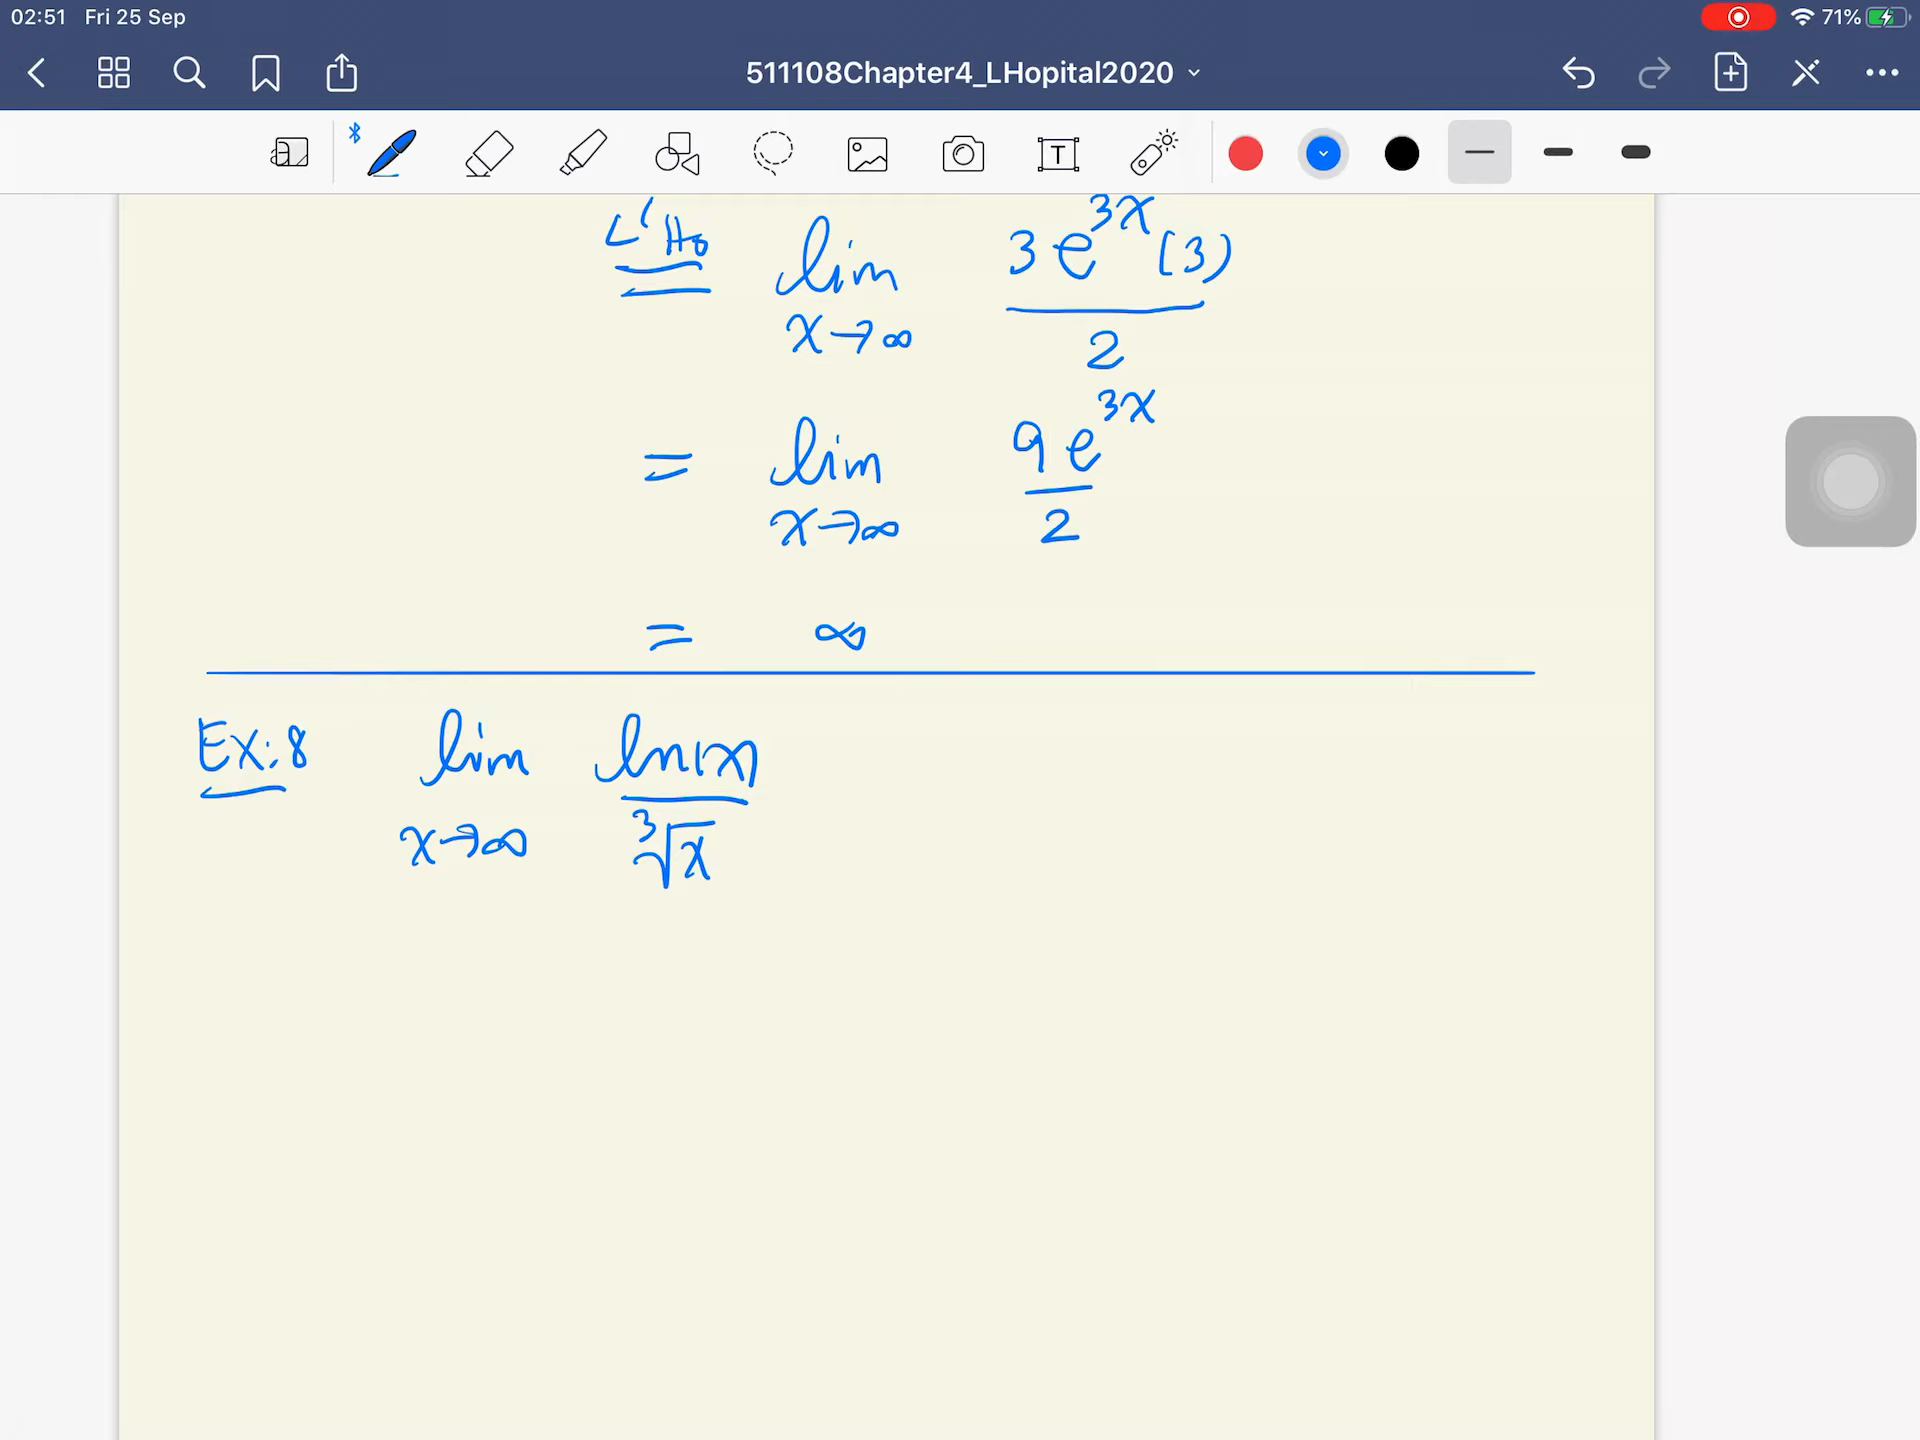 02:51 Fri 25 Sep 71%
511108Chapter4_LHopital2020
L'Ho lim x→∞ 3e^{3x}(3) / 2
= lim x→∞ 9e^{3x} / 2
= ∞
Ex:8 lim x→∞ ln(x) / ∛x